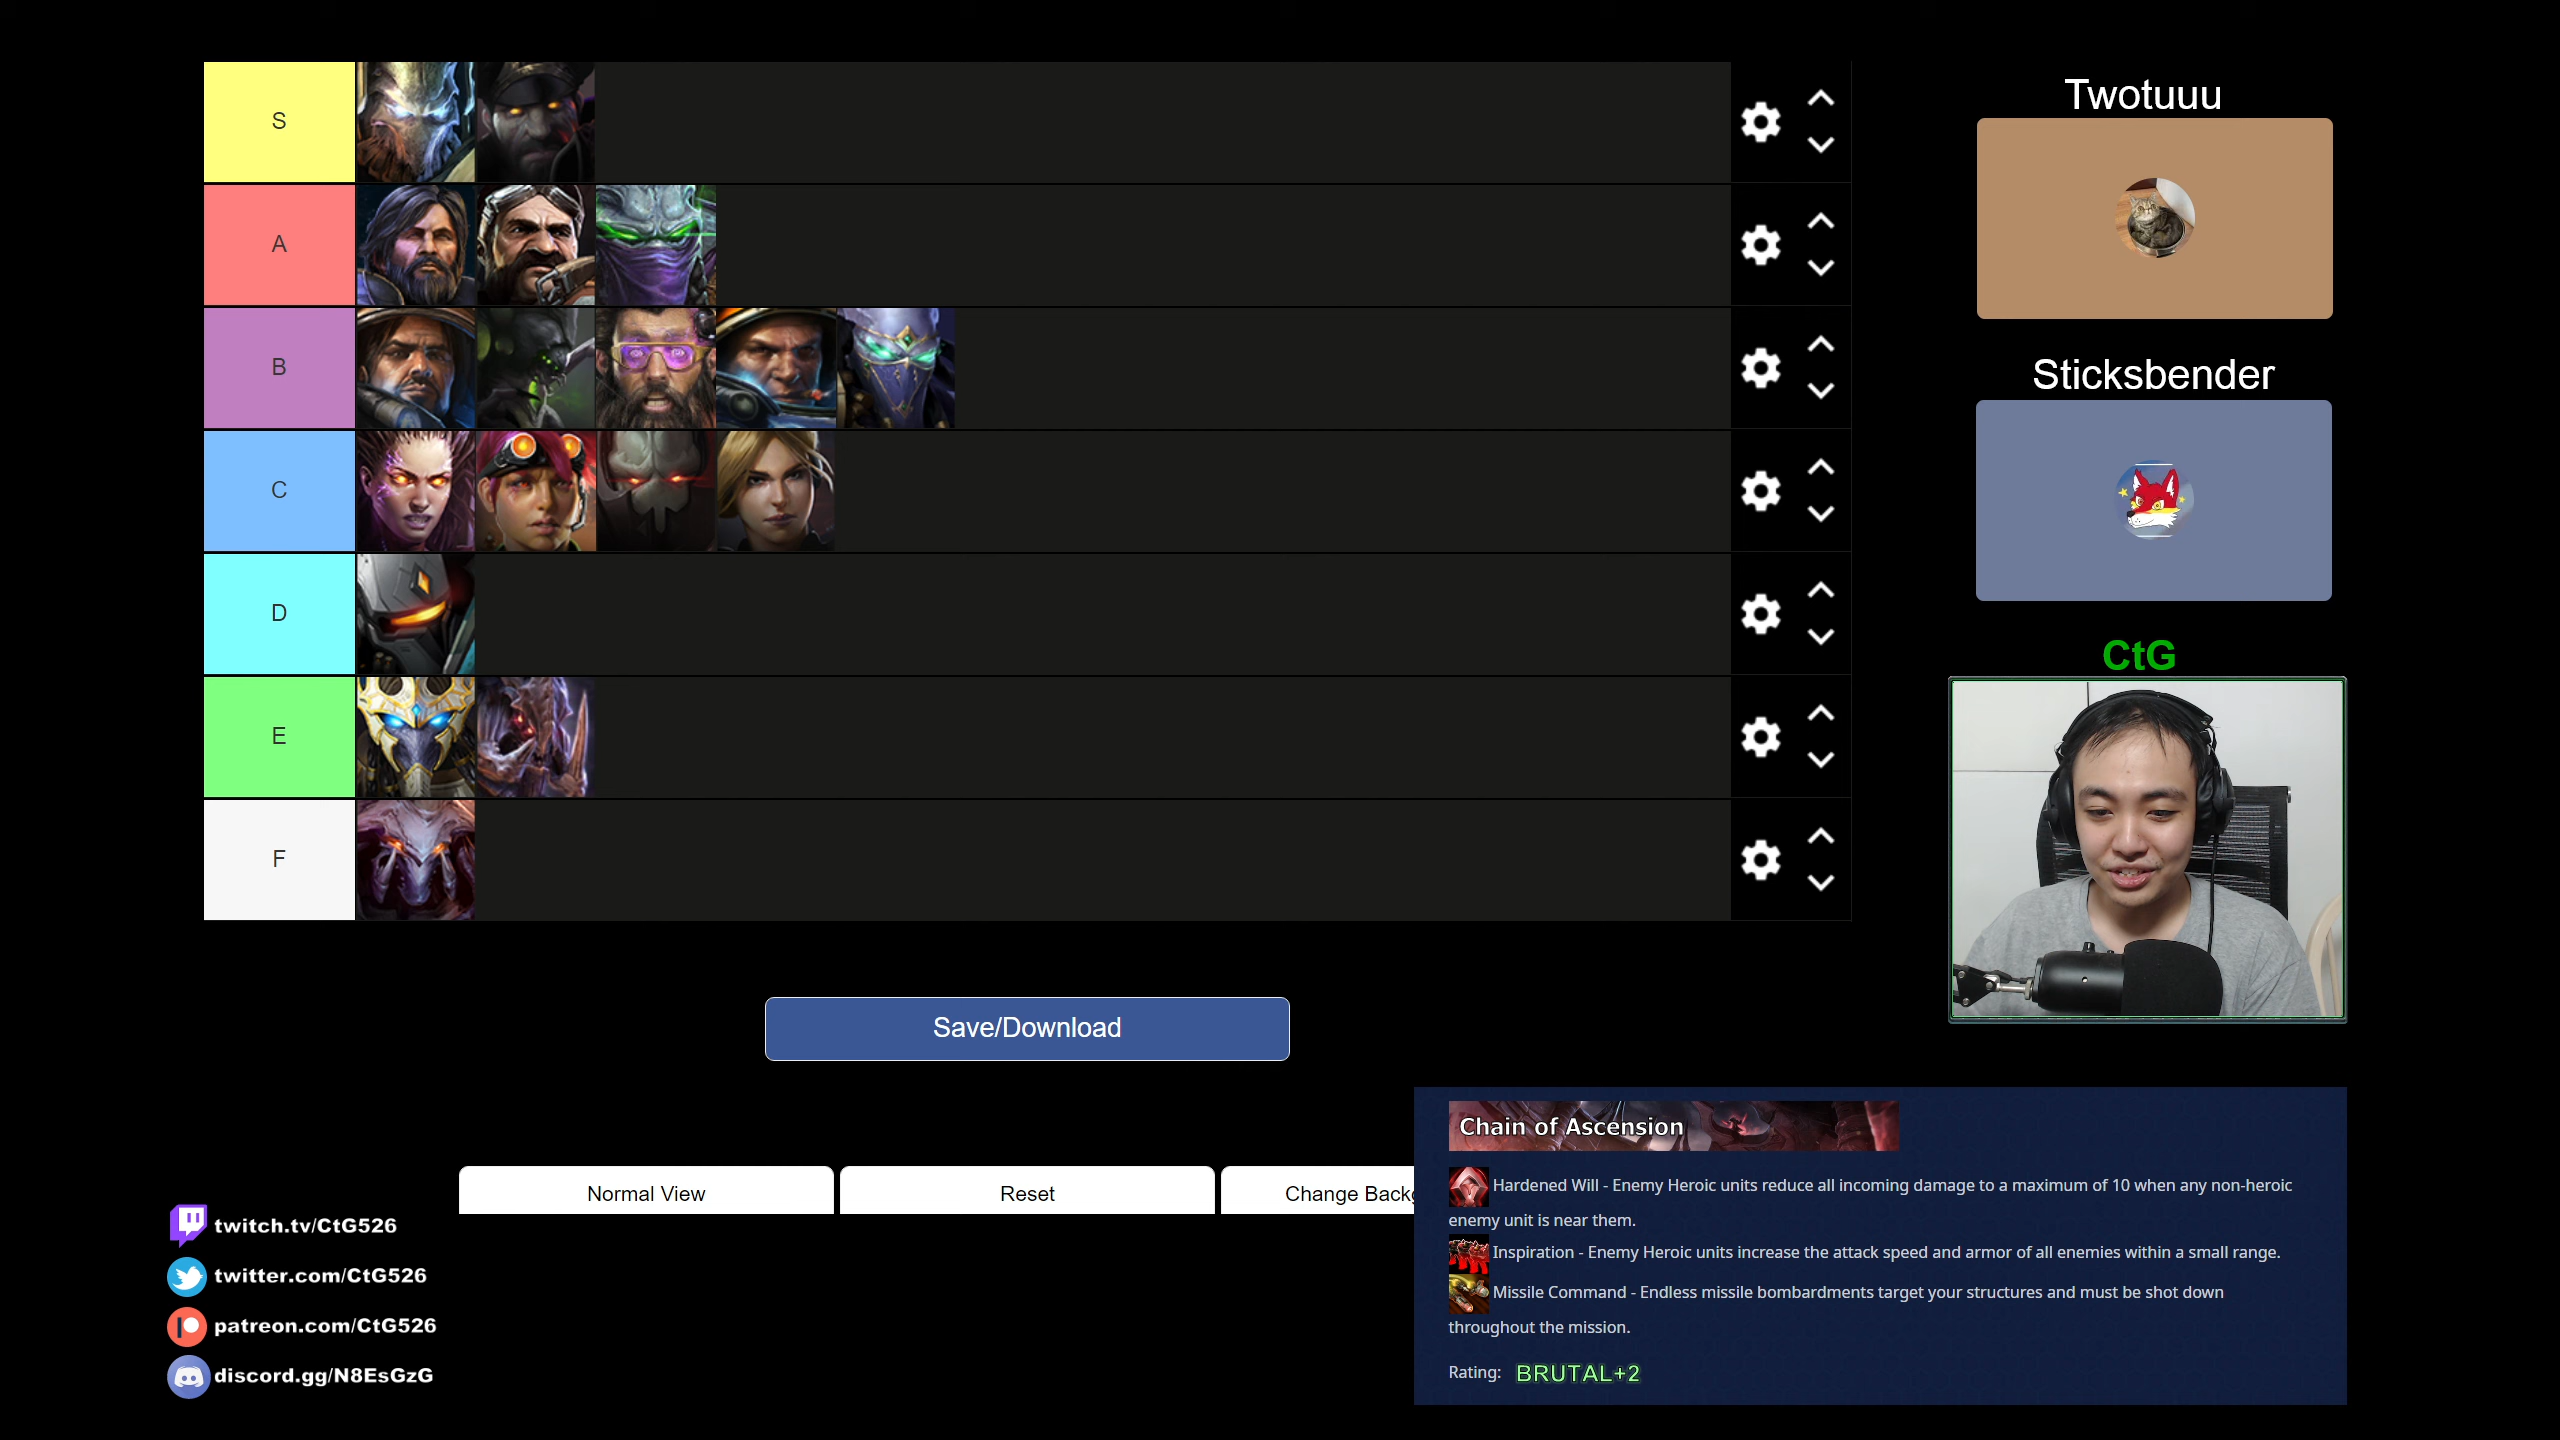 S
A
B
C
D
E
F
Twotuuu
Sticksbender
CtG
Save/Download
Normal View
Reset
Change Backg
twitch.tv/CtG526
twitter.com/CtG526
patreon.com/CtG526
discord.gg/N8EsGzG
Chain of Ascension
Hardened Will - Enemy Heroic units reduce all incoming damage to a maximum of 10 when any non-heroic
enemy unit is near them.
Inspiration - Enemy Heroic units increase the attack speed and armor of all enemies within a small range.
Missile Command - Endless missile bombardments target your structures and must be shot down
throughout the mission.
Rating: BRUTAL+2